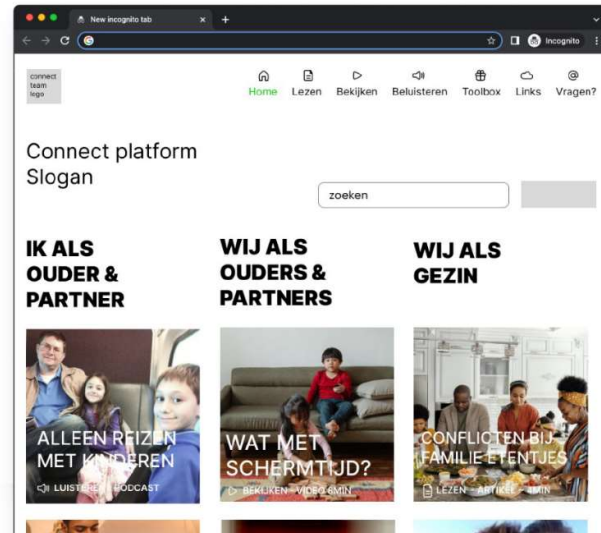 New incognito tab
Incognito
connect
team
logo
Home Lezen Bekijken Beluisteren Toolbox Links Vragen?
Connect platform
Slogan
zoeken
IK ALS
OUDER &
PARTNER
WIJ ALS
OUDERS &
PARTNERS
WIJ ALS
GEZIN
ALLEEN REIZEN
MET KINDEREN
LUISTEREN - PODCAST
WAT MET
SCHERMTIJD?
BEKIJKEN - VIDEO 6MIN
CONFLICTEN BIJ
FAMILIE ETENTJES
LEZEN - ARTIKEL - 4MIN